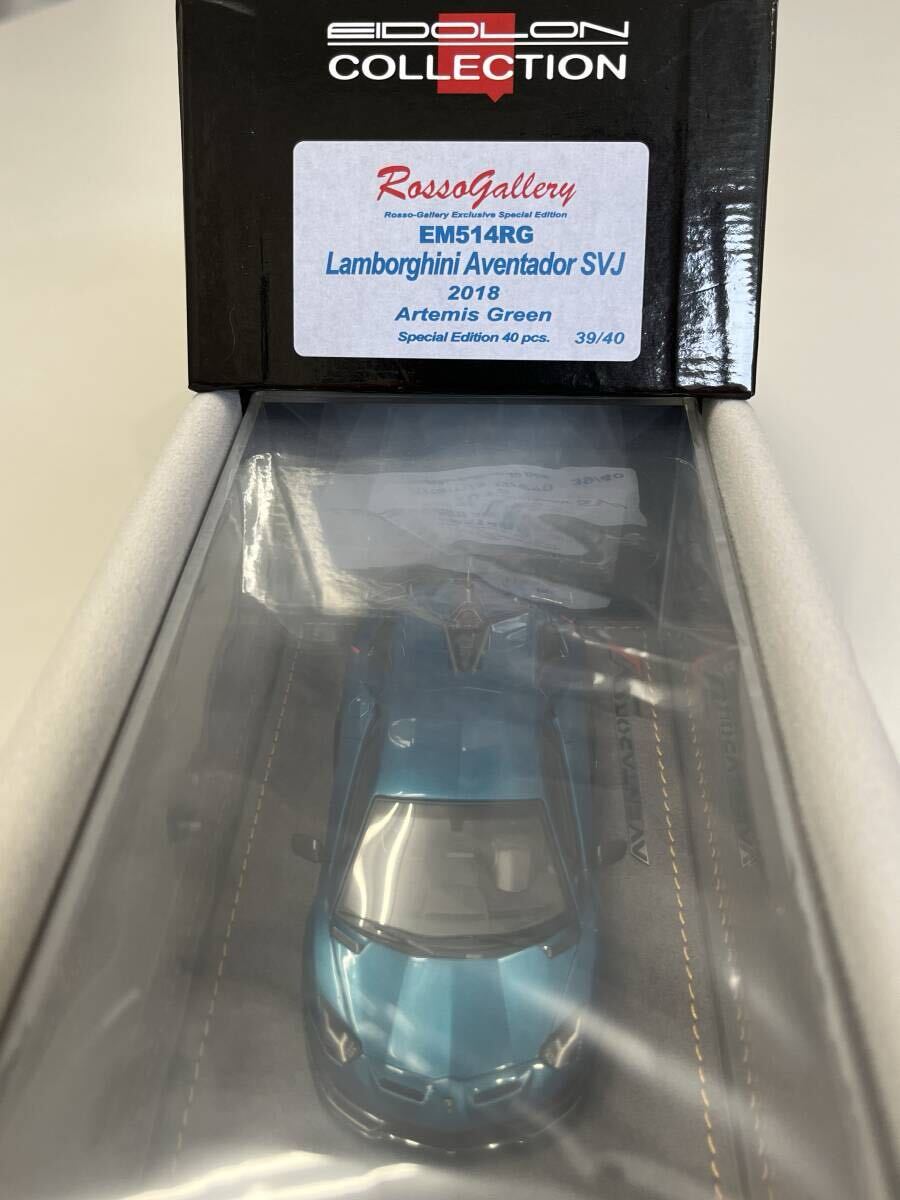 EIDOLON
COLLECTION
RossoGallery
Rosso-Gallery Exclusive Special Edition
EM514RG
Lamborghini Aventador SVJ
2018
Artemis Green
Special Edition 40 pcs. 39/40
AVENTADOR